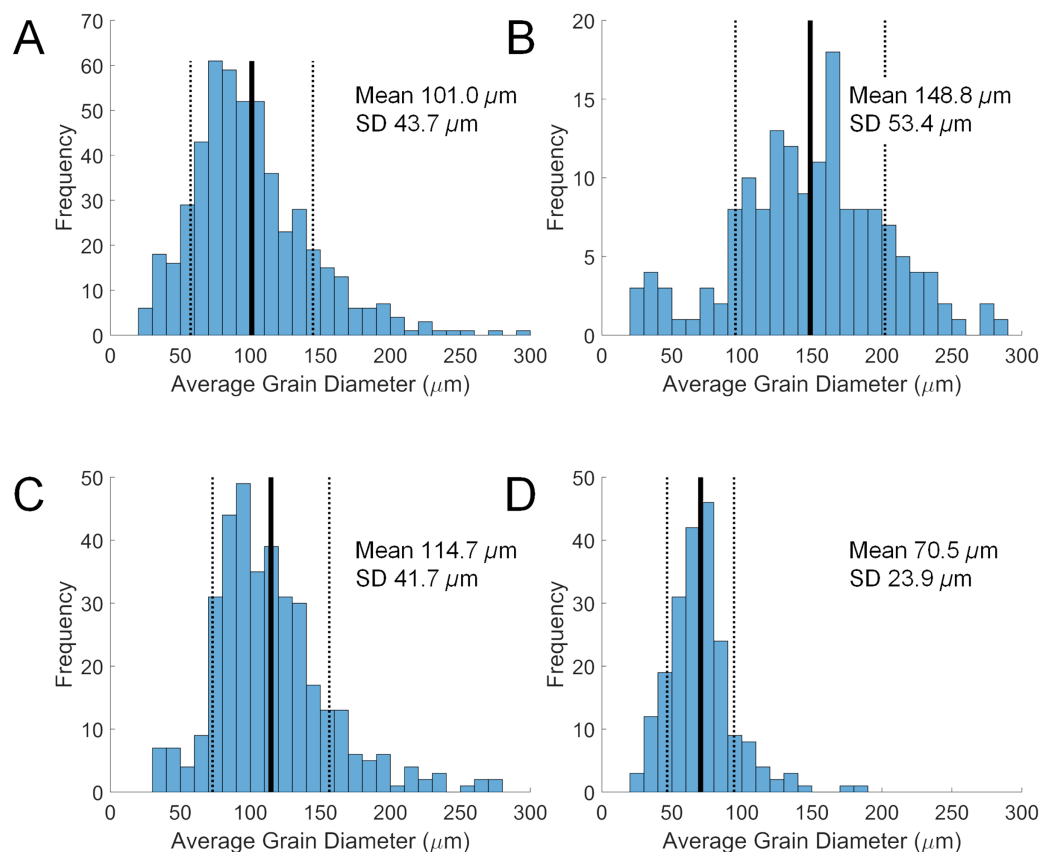 A
70
60
50
40
30
20
10
0
Frequency
Mean 101.0 μm
SD 43.7 μm
0 50 100 150 200 250 300
Average Grain Diameter (μm)
B
20
15
10
5
0
Frequency
Mean 148.8 μm
SD 53.4 μm
0 50 100 150 200 250 300
Average Grain Diameter (μm)
C
50
40
30
20
10
0
Frequency
Mean 114.7 μm
SD 41.7 μm
0 50 100 150 200 250 300
Average Grain Diameter (μm)
D
50
40
30
20
10
0
Frequency
Mean 70.5 μm
SD 23.9 μm
0 50 100 150 200 250 300
Average Grain Diameter (μm)